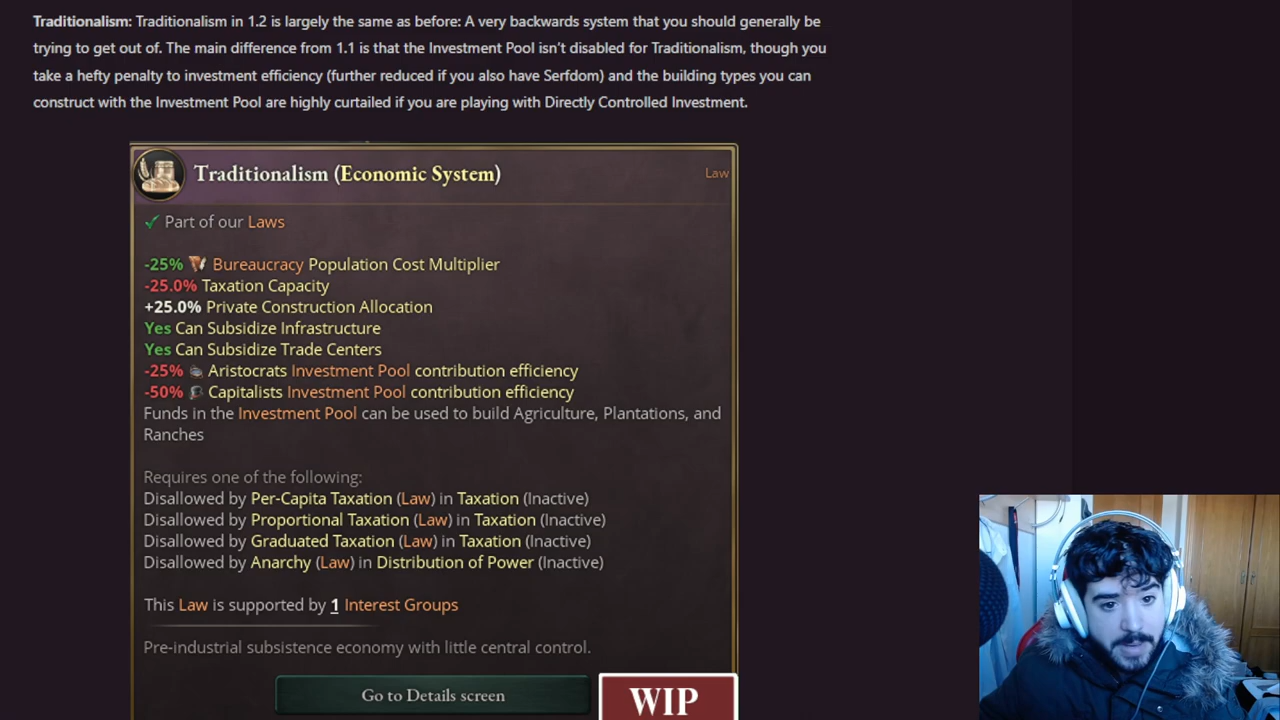 Traditionalism: Traditionalism in 1.2 is largely the same as before: A very backwards system that you should generally be
trying to get out of. The main difference from 1.1 is that the Investment Pool isn't disabled for Traditionalism, though you
take a hefty penalty to investment efficiency (further reduced if you also have Serfdom) and the building types you can
construct with the Investment Pool are highly curtailed if you are playing with Directly Controlled Investment.
Traditionalism (Economic System)
Law
Part of our Laws
-25% Bureaucracy Population Cost Multiplier
-25.0% Taxation Capacity
+25.0% Private Construction Allocation
Yes Can Subsidize Infrastructure
Yes Can Subsidize Trade Centers
-25% Aristocrats Investment Pool contribution efficiency
-50% Capitalists Investment Pool contribution efficiency
Funds in the Investment Pool can be used to build Agriculture, Plantations, and
Ranches
Requires one of the following:
Disallowed by Per-Capita Taxation (Law) in Taxation (Inactive)
Disallowed by Proportional Taxation (Law) in Taxation (Inactive)
Disallowed by Graduated Taxation (Law) in Taxation (Inactive)
Disallowed by Anarchy (Law) in Distribution of Power (Inactive)
This Law is supported by 1 Interest Groups
Pre-industrial subsistence economy with little central control.
Go to Details screen
WIP